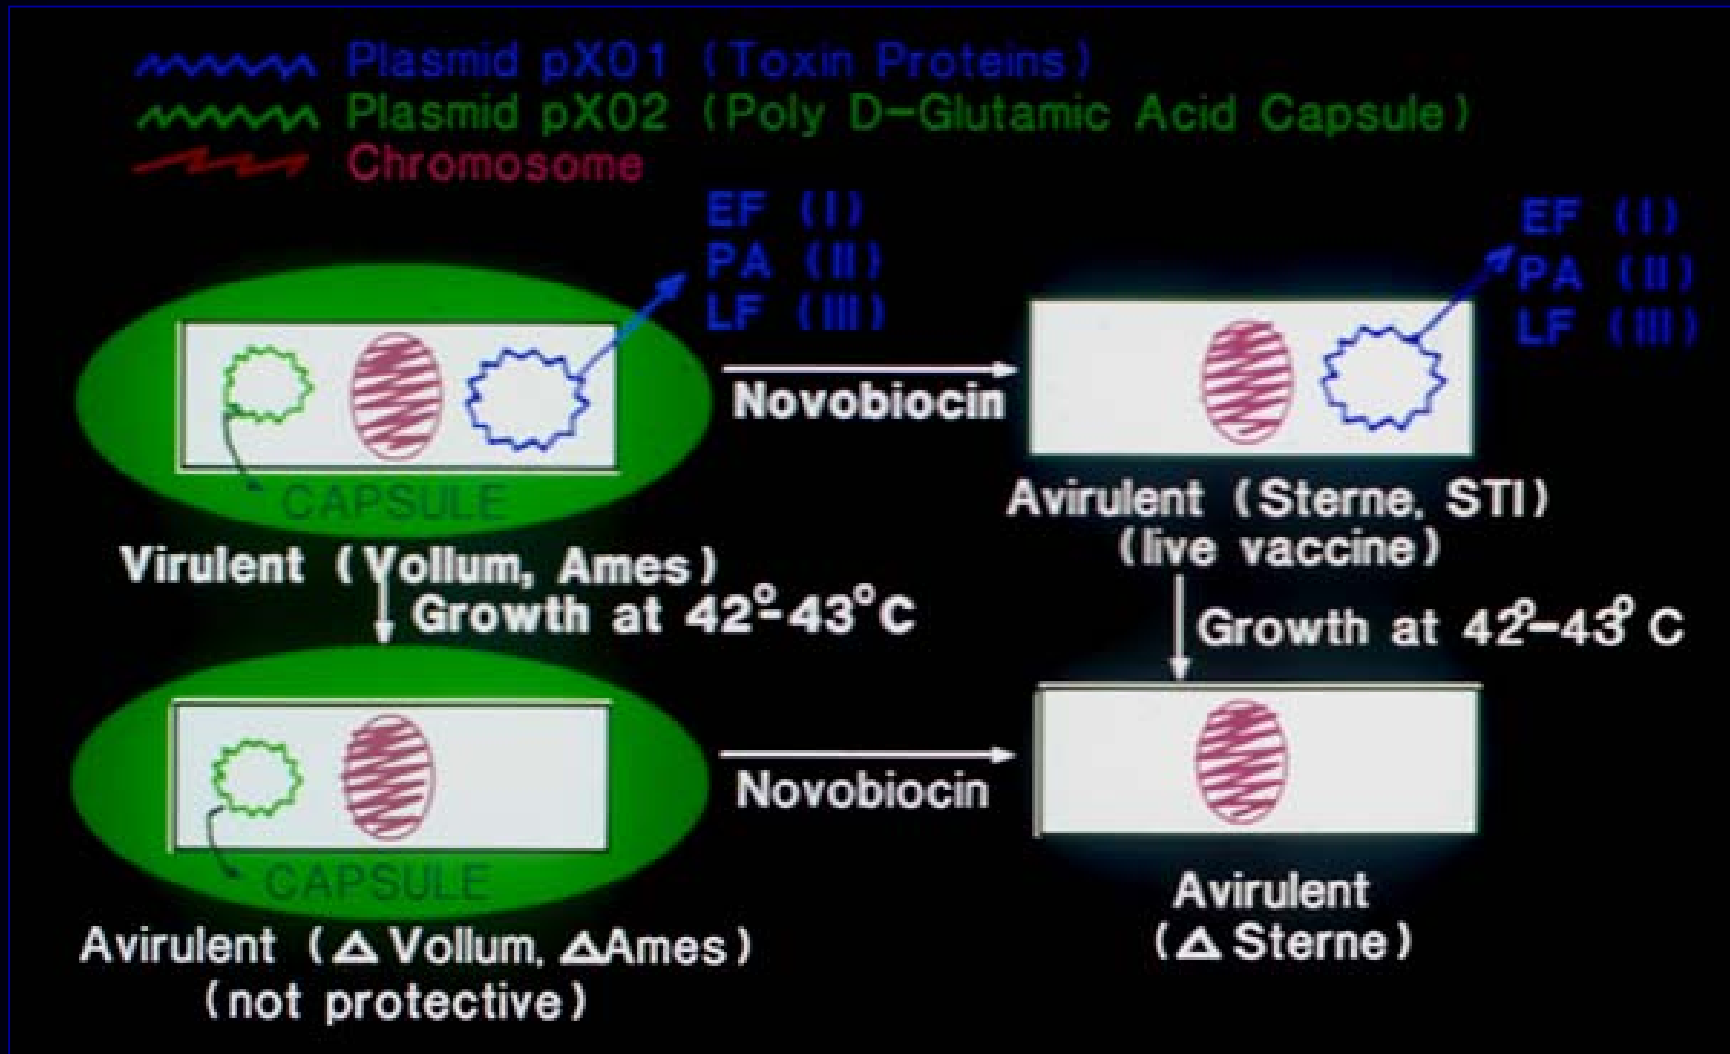 Plasmid pX01 (Toxin Proteins)
Plasmid pX02 (Poly D-Glutamic Acid Capsule)
Chromosome
EF (I)
PA (II)
LF (III)
EF (I)
PA (II)
LF (III)
CAPSULE
Novobiocin
Virulent (Vollum, Ames)
Avirulent (Sterne, STI)
(live vaccine)
Growth at 42°-43°C
Growth at 42°-43° C
CAPSULE
Novobiocin
Avirulent (Δ Vollum, ΔAmes)
(not protective)
Avirulent
(Δ Sterne)